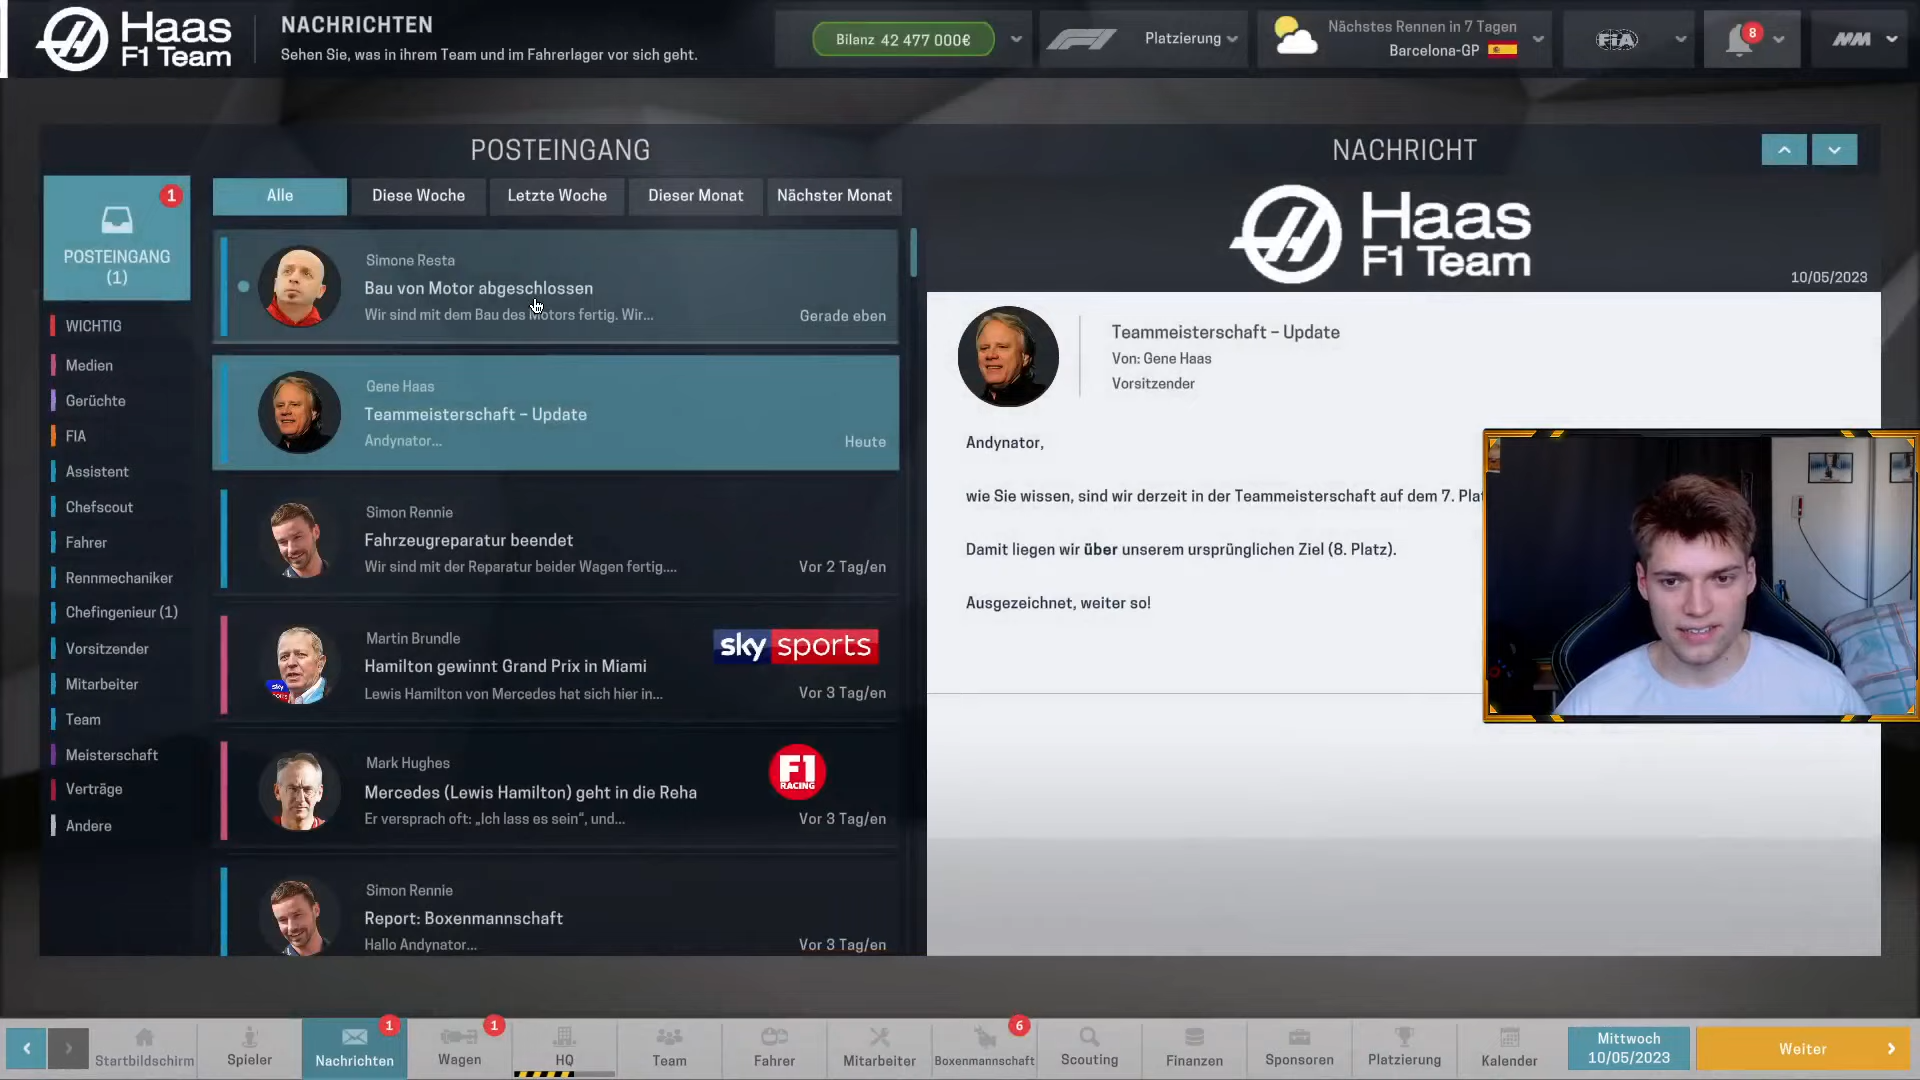 Haas
F1 Team
NACHRICHTEN
Sehen Sie, was in ihrem Team und im Fahrerlager vor sich geht.
Bilanz 42 477 000€
Platzierung
Nächstes Rennen in 7 Tagen
Barcelona-GP
FIA
8
MM
POSTEINGANG
NACHRICHT
1
POSTEINGANG
(1)
WICHTIG
Medien
Gerüchte
FIA
Assistent
Chefscout
Fahrer
Rennmechaniker
Chefingenieur (1)
Vorsitzender
Mitarbeiter
Team
Meisterschaft
Verträge
Andere
Alle
Diese Woche
Letzte Woche
Dieser Monat
Nächster Monat
Simone Resta
Bau von Motor abgeschlossen
Wir sind mit dem Bau des Motors fertig. Wir...
Gerade eben
Gene Haas
Teammeisterschaft – Update
Andynator...
Heute
Simon Rennie
Fahrzeugreparatur beendet
Wir sind mit der Reparatur beider Wagen fertig....
Vor 2 Tag/en
Martin Brundle
sky sports
Hamilton gewinnt Grand Prix in Miami
Lewis Hamilton von Mercedes hat sich hier in...
Vor 3 Tag/en
Mark Hughes
F1
RACING
Mercedes (Lewis Hamilton) geht in die Reha
Er versprach oft: „Ich lass es sein“, und...
Vor 3 Tag/en
Simon Rennie
Report: Boxenmannschaft
Hallo Andynator...
Vor 3 Tag/en
Haas
F1 Team
10/05/2023
Teammeisterschaft – Update
Von: Gene Haas
Vorsitzender
Andynator,
wie Sie wissen, sind wir derzeit in der Teammeisterschaft auf dem 7. Pla
Damit liegen wir über unserem ursprünglichen Ziel (8. Platz).
Ausgezeichnet, weiter so!
Startbildschirm
Spieler
1
Nachrichten
1
Wagen
HQ
Team
Fahrer
Mitarbeiter
6
Boxenmannschaft
Scouting
Finanzen
Sponsoren
Platzierung
Kalender
Mittwoch
10/05/2023
Weiter